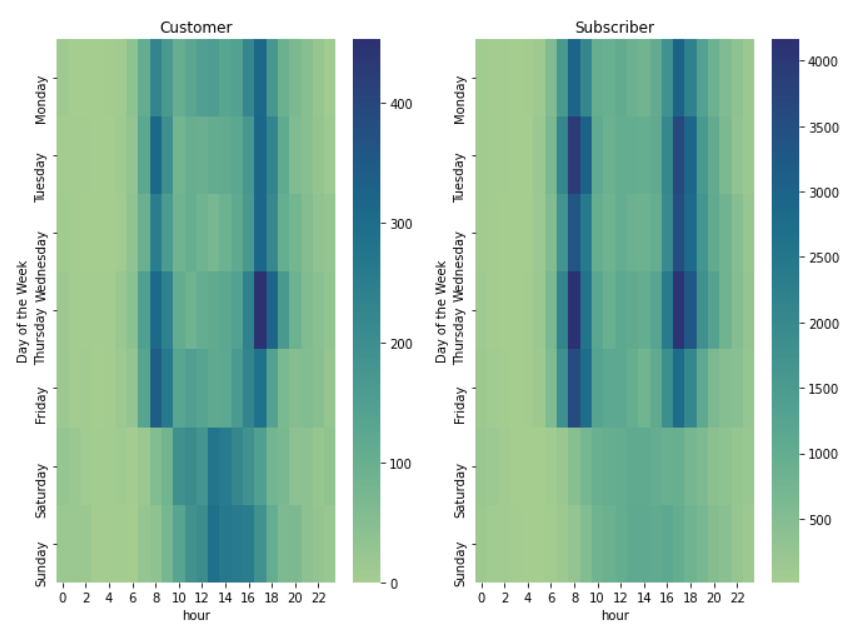 Customer
Day of the Week
Monday
Tuesday
Wednesday
Thursday
Friday
Saturday
Sunday
0 2 4 6 8 10 12 14 16 18 20 22
hour
400
300
200
100
0
Subscriber
Day of the Week
Monday
Tuesday
Wednesday
Thursday
Friday
Saturday
Sunday
0 2 4 6 8 10 12 14 16 18 20 22
hour
4000
3500
3000
2500
2000
1500
1000
500